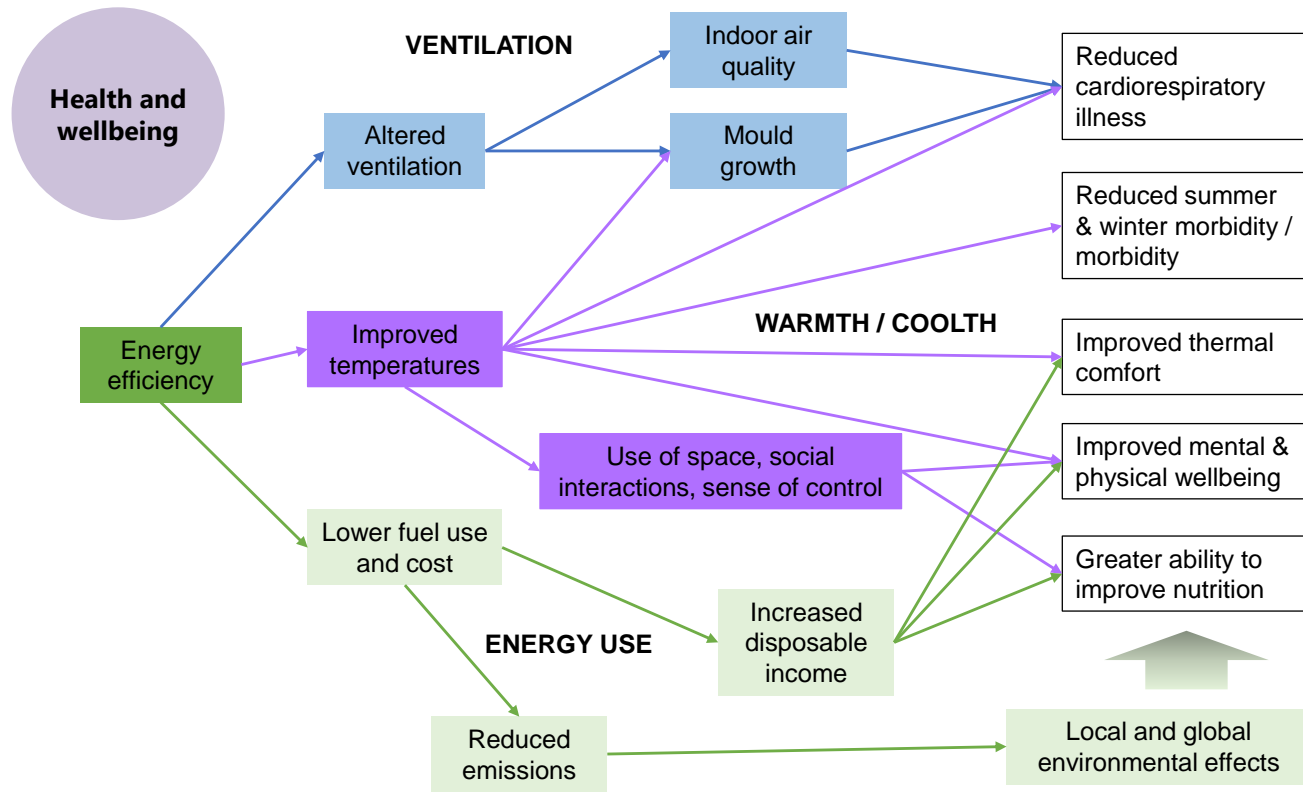 Health and
wellbeing
VENTILATION
Indoor air
quality
Reduced
cardiorespiratory
illness
Altered
ventilation
Mould
growth
Reduced summer
& winter morbidity /
morbidity
WARMTH / COOLTH
Energy
efficiency
Improved
temperatures
Improved thermal
comfort
Use of space, social
interactions, sense of control
Improved mental &
physical wellbeing
Lower fuel use
and cost
Greater ability to
improve nutrition
ENERGY USE
Increased
disposable
income
Reduced
emissions
Local and global
environmental effects